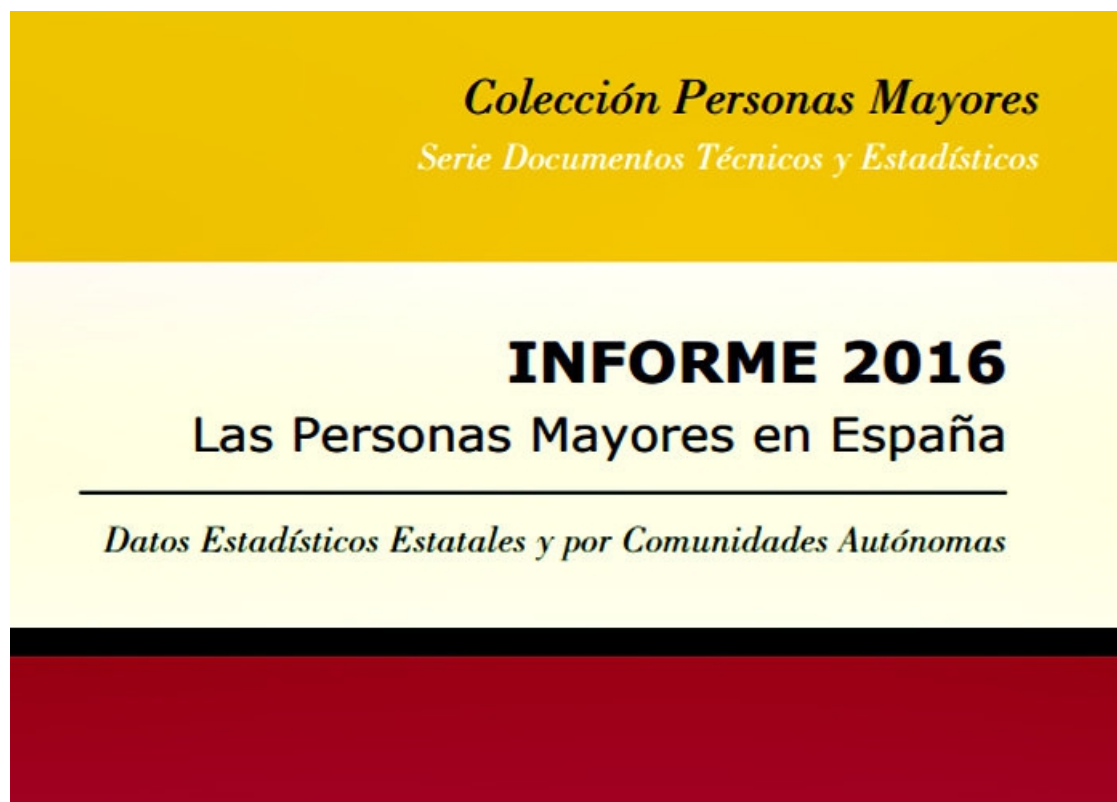 Colección Personas Mayores
Serie Documentos Técnicos y Estadísticos
INFORME 2016
Las Personas Mayores en España
Datos Estadísticos Estatales y por Comunidades Autónomas